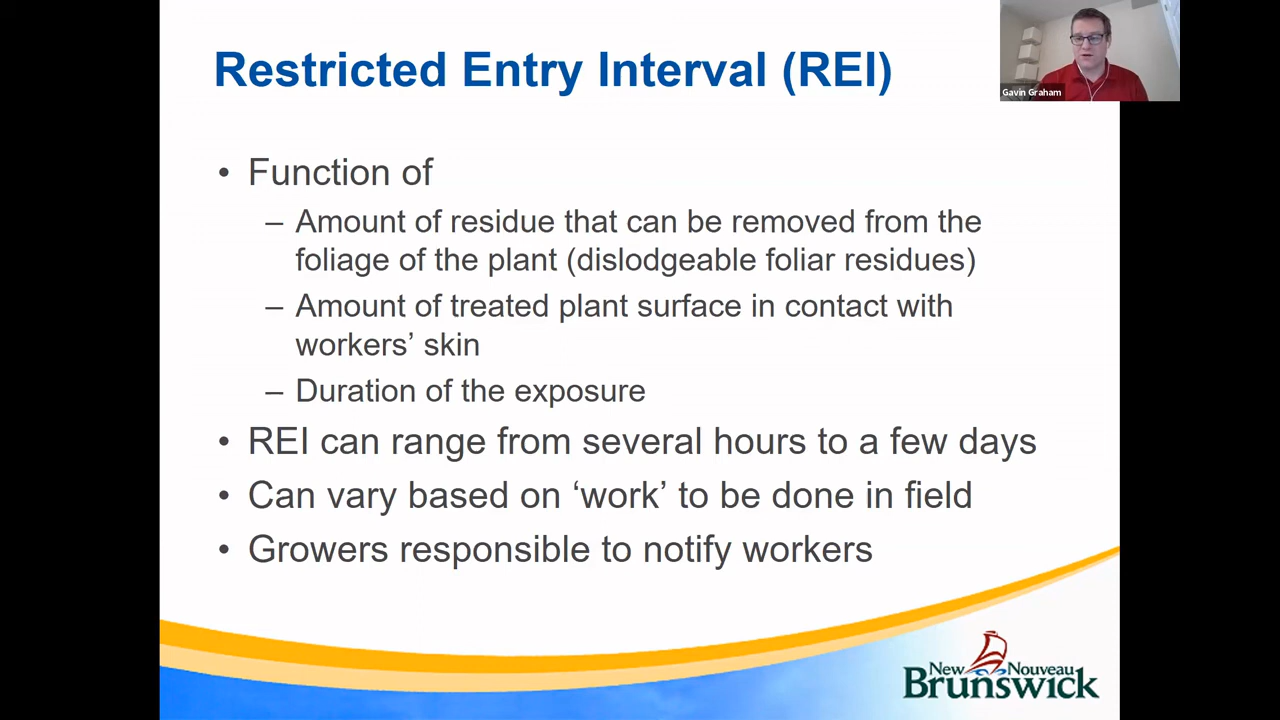 Restricted Entry Interval (REI)
Gavin Graham
• Function of
– Amount of residue that can be removed from the
foliage of the plant (dislodgeable foliar residues)
– Amount of treated plant surface in contact with
workers’ skin
– Duration of the exposure
• REI can range from several hours to a few days
• Can vary based on ‘work’ to be done in field
• Growers responsible to notify workers
New Nouveau
Brunswick